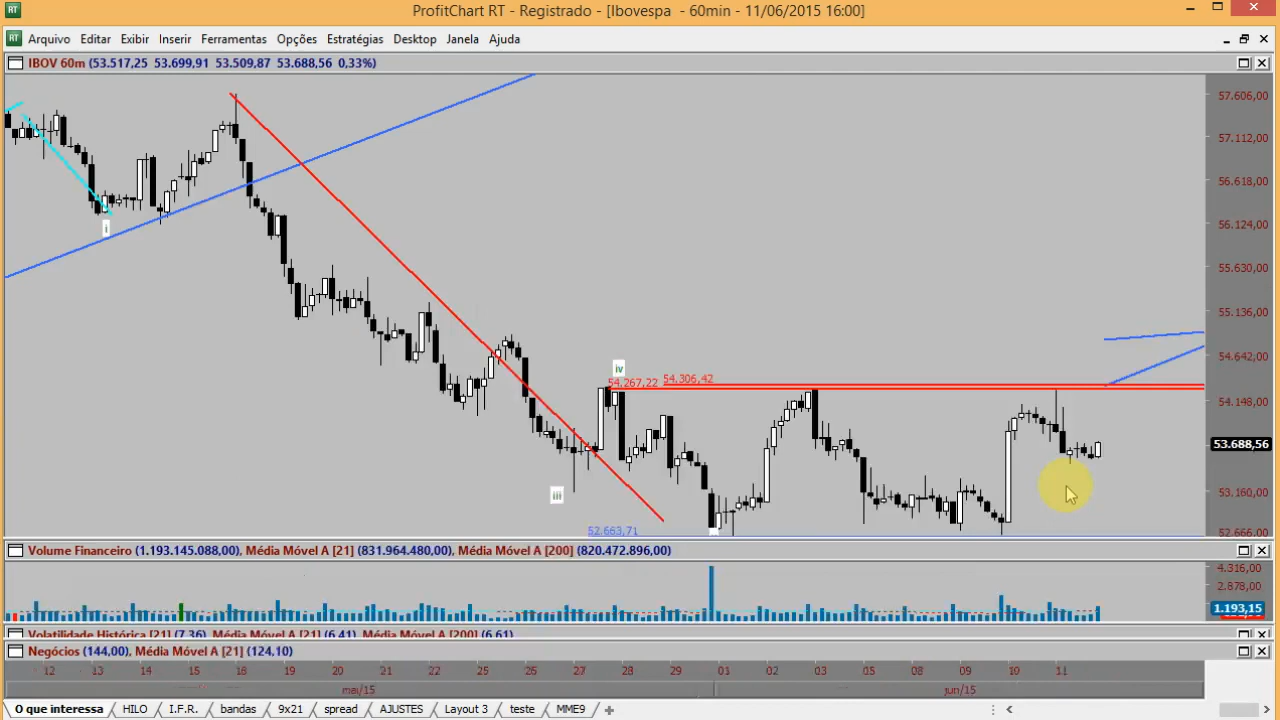 RT ProfitChart RT - Registrado - [Ibovespa - 60min - 11/06/2015 16:00]
RT Arquivo Editar Exibir Inserir Ferramentas Opções Estratégias Desktop Janela Ajuda
IBOV 60m (53.517,25 53.699,91 53.509,87 53.688,56 0,33%)
57.606,00
57.112,00
56.618,00
i
56.124,00
55.630,00
55.136,00
54.642,00
iv
54.267,22 54.306,42
54.148,00
53.688,56
iii
53.160,00
52.663,71
52.666,00
Volume Financeiro (1.193.145.088,00), Média Móvel A [21] (831.964.480,00), Média Móvel A [200] (820.472.896,00)
4.316,00
2.878,00
1.193,15
Volatilidade Histórica [21] (7,36), Média Móvel A [21] (6,41), Média Móvel A [200] (6,61)
Negócios (144,00), Média Móvel A [21] (124,10)
12 13 14 15 18 19 20 21 22 25 26 27 28 29 01 02 03 05 08 09 10 11
mai/15 jun/15
O que interessa HILO I.F.R. bandas 9x21 spread AJUSTES Layout 3 teste MME9